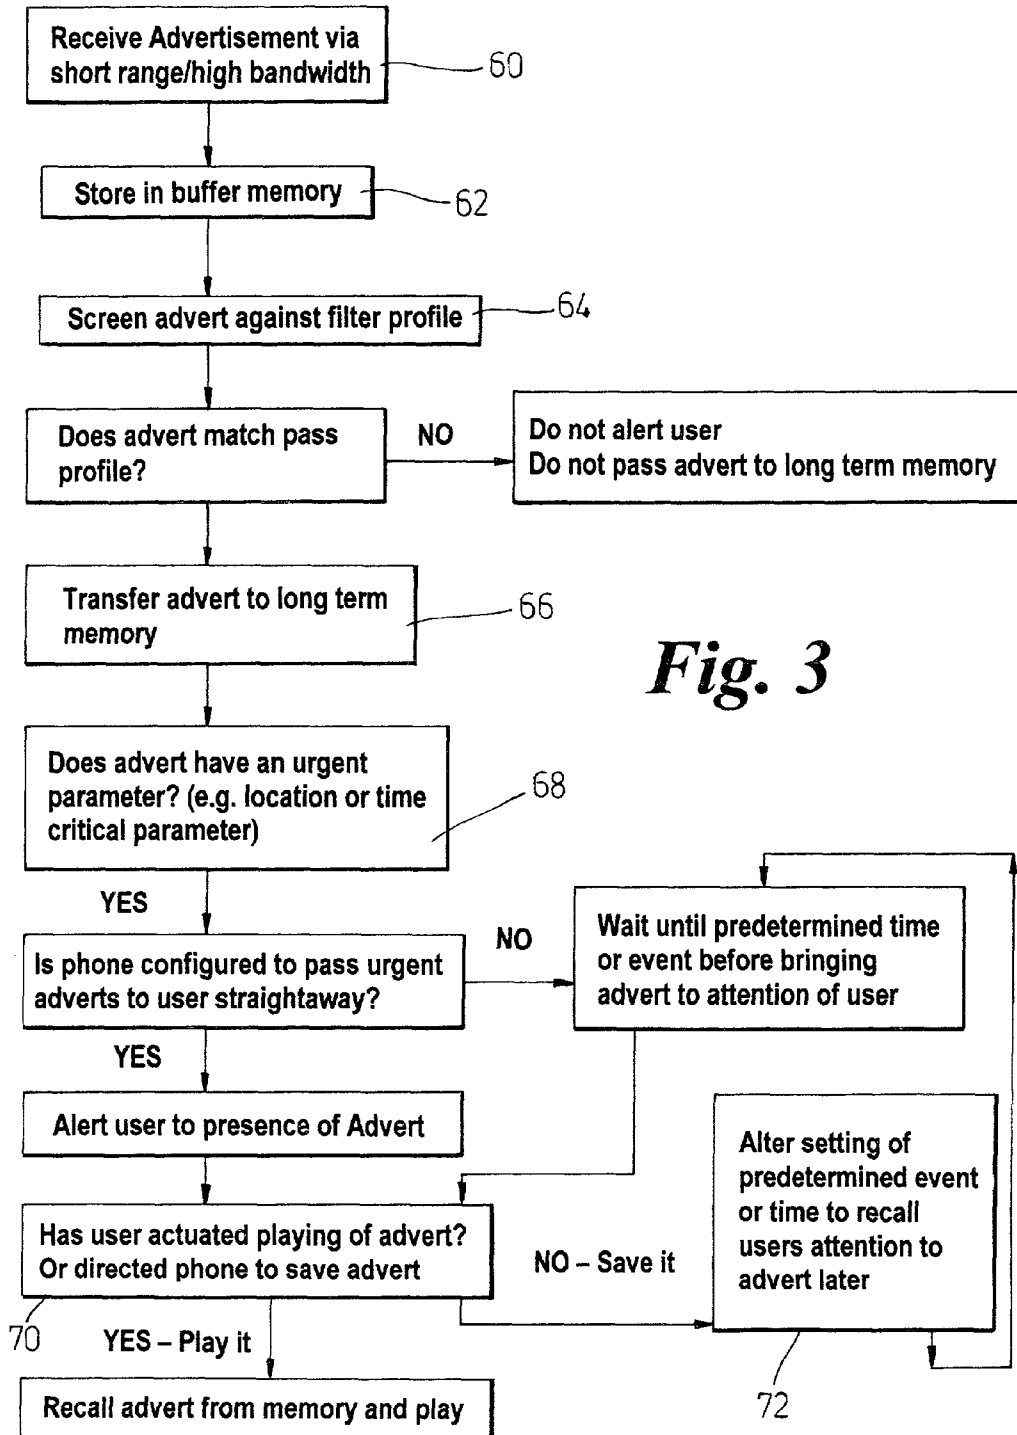 Receive Advertisement via
short range/high bandwidth
60
Store in buffer memory
62
Screen advert against filter profile
64
Does advert match pass
profile?
NO
Do not alert user
Do not pass advert to long term memory
Transfer advert to long term
memory
66
Fig. 3
Does advert have an urgent
parameter? (e.g. location or time
critical parameter)
68
YES
Is phone configured to pass urgent
adverts to user straightaway?
NO
Wait until predetermined time
or event before bringing
advert to attention of user
YES
Alert user to presence of Advert
Has user actuated playing of advert?
Or directed phone to save advert
70
NO – Save it
Alter setting of
predetermined event
or time to recall
users attention to
advert later
72
YES – Play it
Recall advert from memory and play